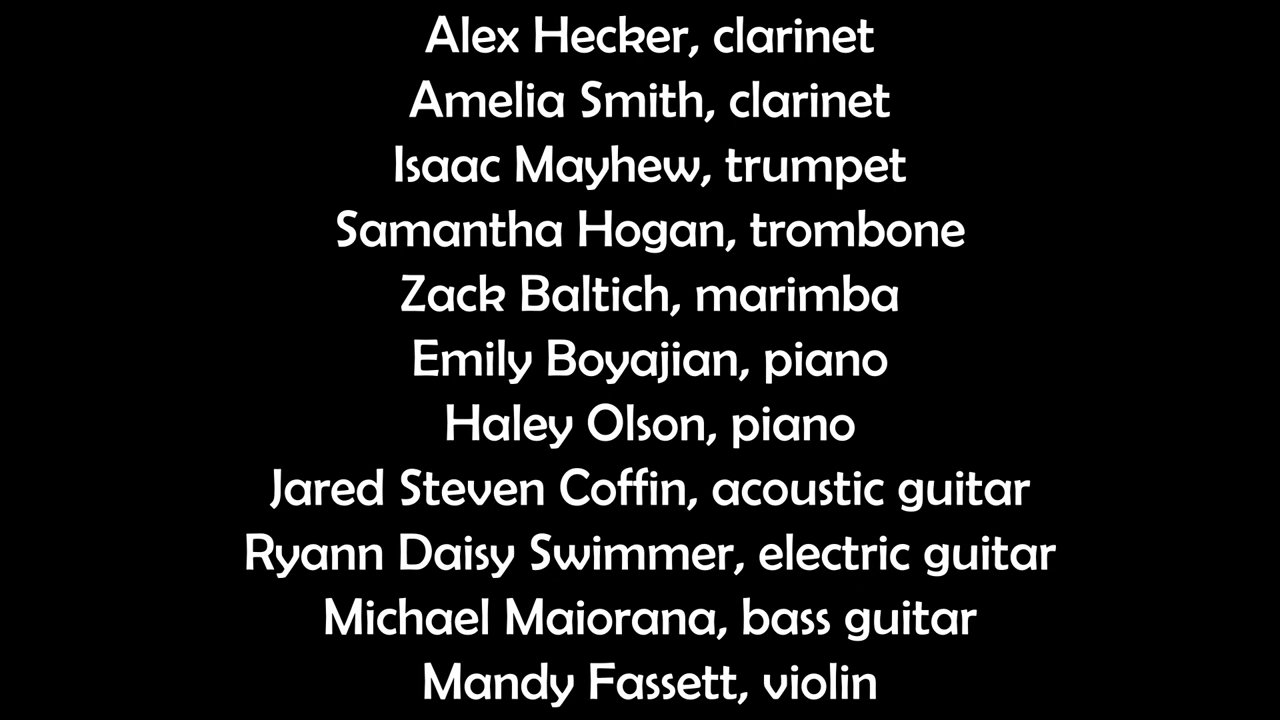 Alex Hecker, clarinet
Amelia Smith, clarinet
Isaac Mayhew, trumpet
Samantha Hogan, trombone
Zack Baltich, marimba
Emily Boyajian, piano
Haley Olson, piano
Jared Steven Coffin, acoustic guitar
Ryann Daisy Swimmer, electric guitar
Michael Maiorana, bass guitar
Mandy Fassett, violin